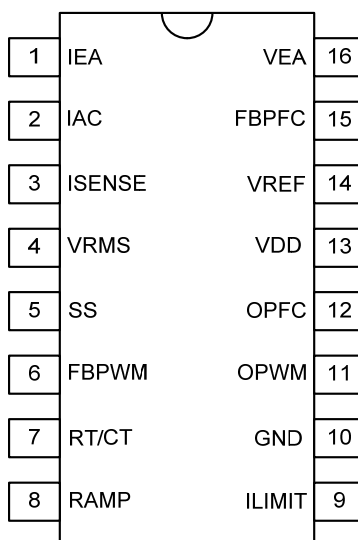 1 IEA VEA 16
2 IAC FBPFC 15
3 ISENSE VREF 14
4 VRMS VDD 13
5 SS OPFC 12
6 FBPWM OPWM 11
7 RT/CT GND 10
8 RAMP ILIMIT 9